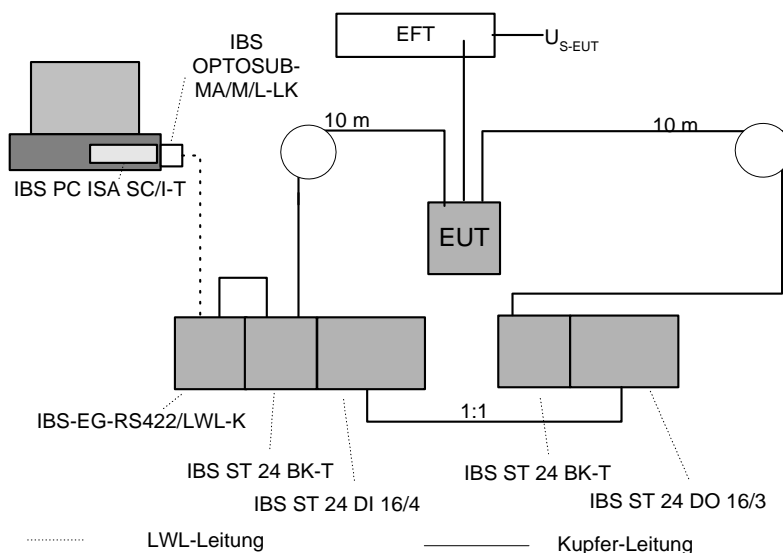 IBS
OPTOSUB-
MA/M/L-LK
EFT
U S-EUT
10 m
10 m
IBS PC ISA SC/I-T
EUT
IBS-EG-RS422/LWL-K
1:1
IBS ST 24 BK-T
IBS ST 24 BK-T
IBS ST 24 DI 16/4
IBS ST 24 DO 16/3
LWL-Leitung
Kupfer-Leitung